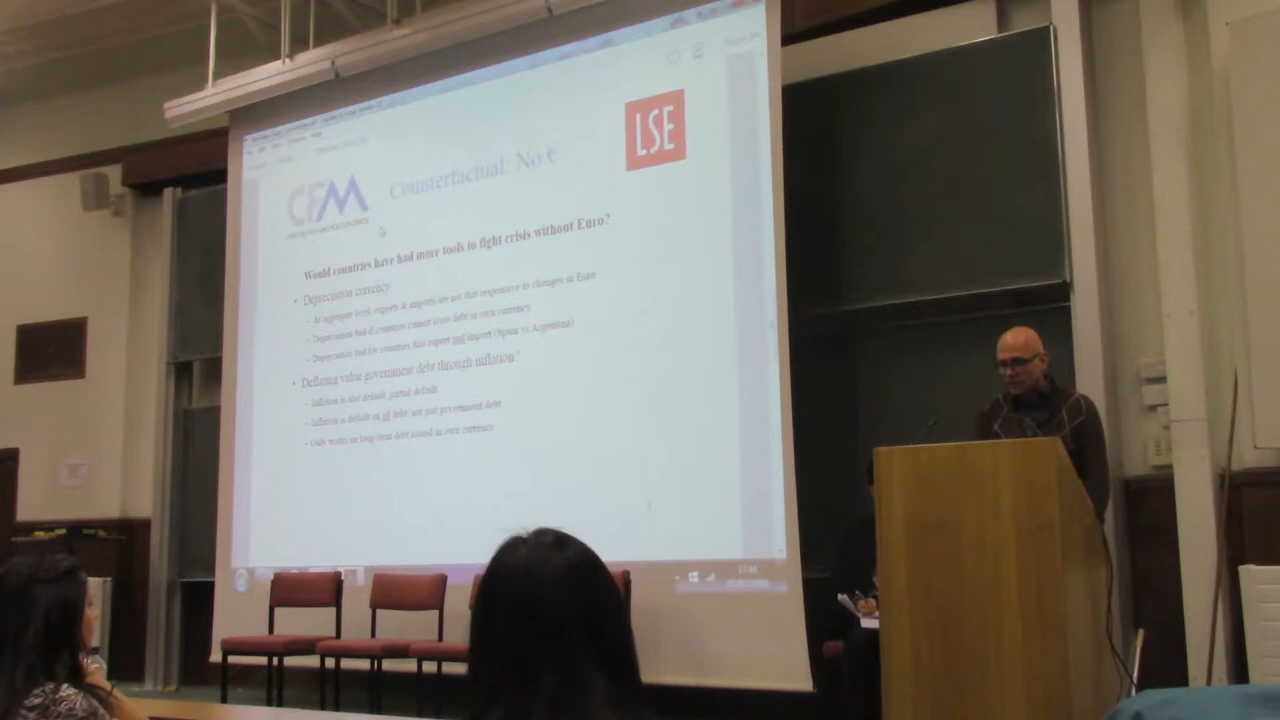 LSE
CFM
Counterfactual: No €
Would countries have had more tools to fight crisis without Euro?
• Depreciation currency
– At aggregate level, exports & imports are not that responsive to changes in Euro
– Depreciation bad if countries cannot issue debt in own currency
– Depreciation bad for countries that export and import (Spain vs Argentina)
• Deflating value government debt through inflation?
– Inflation is also default, partial default
– Inflation is default on all debt, not just government debt
– Only works on long-term debt issued in own currency